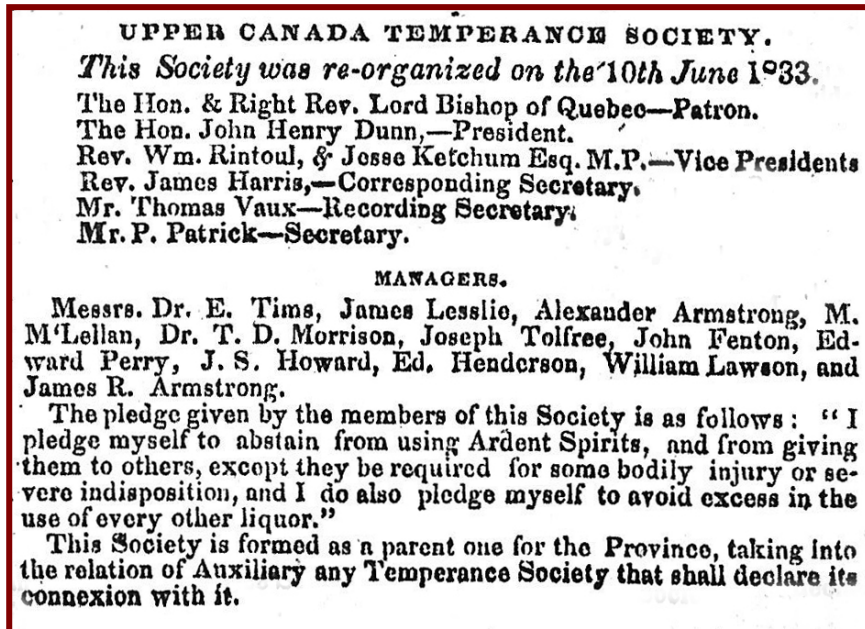 UPPER CANADA TEMPERANCE SOCIETY.
This Society was re-organized on the 10th June 1833.
The Hon. & Right Rev. Lord Bishop of Quebec—Patron.
The Hon. John Henry Dunn,—President.
Rev. Wm. Rintoul, & Jesse Ketchum Esq. M.P.—Vice Presidents
Rev. James Harris,—Corresponding Secretary.
Mr. Thomas Vaux—Recording Secretary.
Mr. P. Patrick—Secretary.
MANAGERS.
Messrs. Dr. E. Tims, James Lesslie, Alexander Armstrong, M.
M'Lellan, Dr. T. D. Morrison, Joseph Tolfree, John Fenton, Ed-
ward Perry, J. S. Howard, Ed. Henderson, William Lawson, and
James R. Armstrong.
The pledge given by the members of this Society is as follows: "I
pledge myself to abstain from using Ardent Spirits, and from giving
them to others, except they be required for some bodily injury or se-
vere indisposition, and I do also pledge myself to avoid excess in the
use of every other liquor."
This Society is formed as a parent one for the Province, taking into
the relation of Auxiliary any Temperance Society that shall declare its
connexion with it.